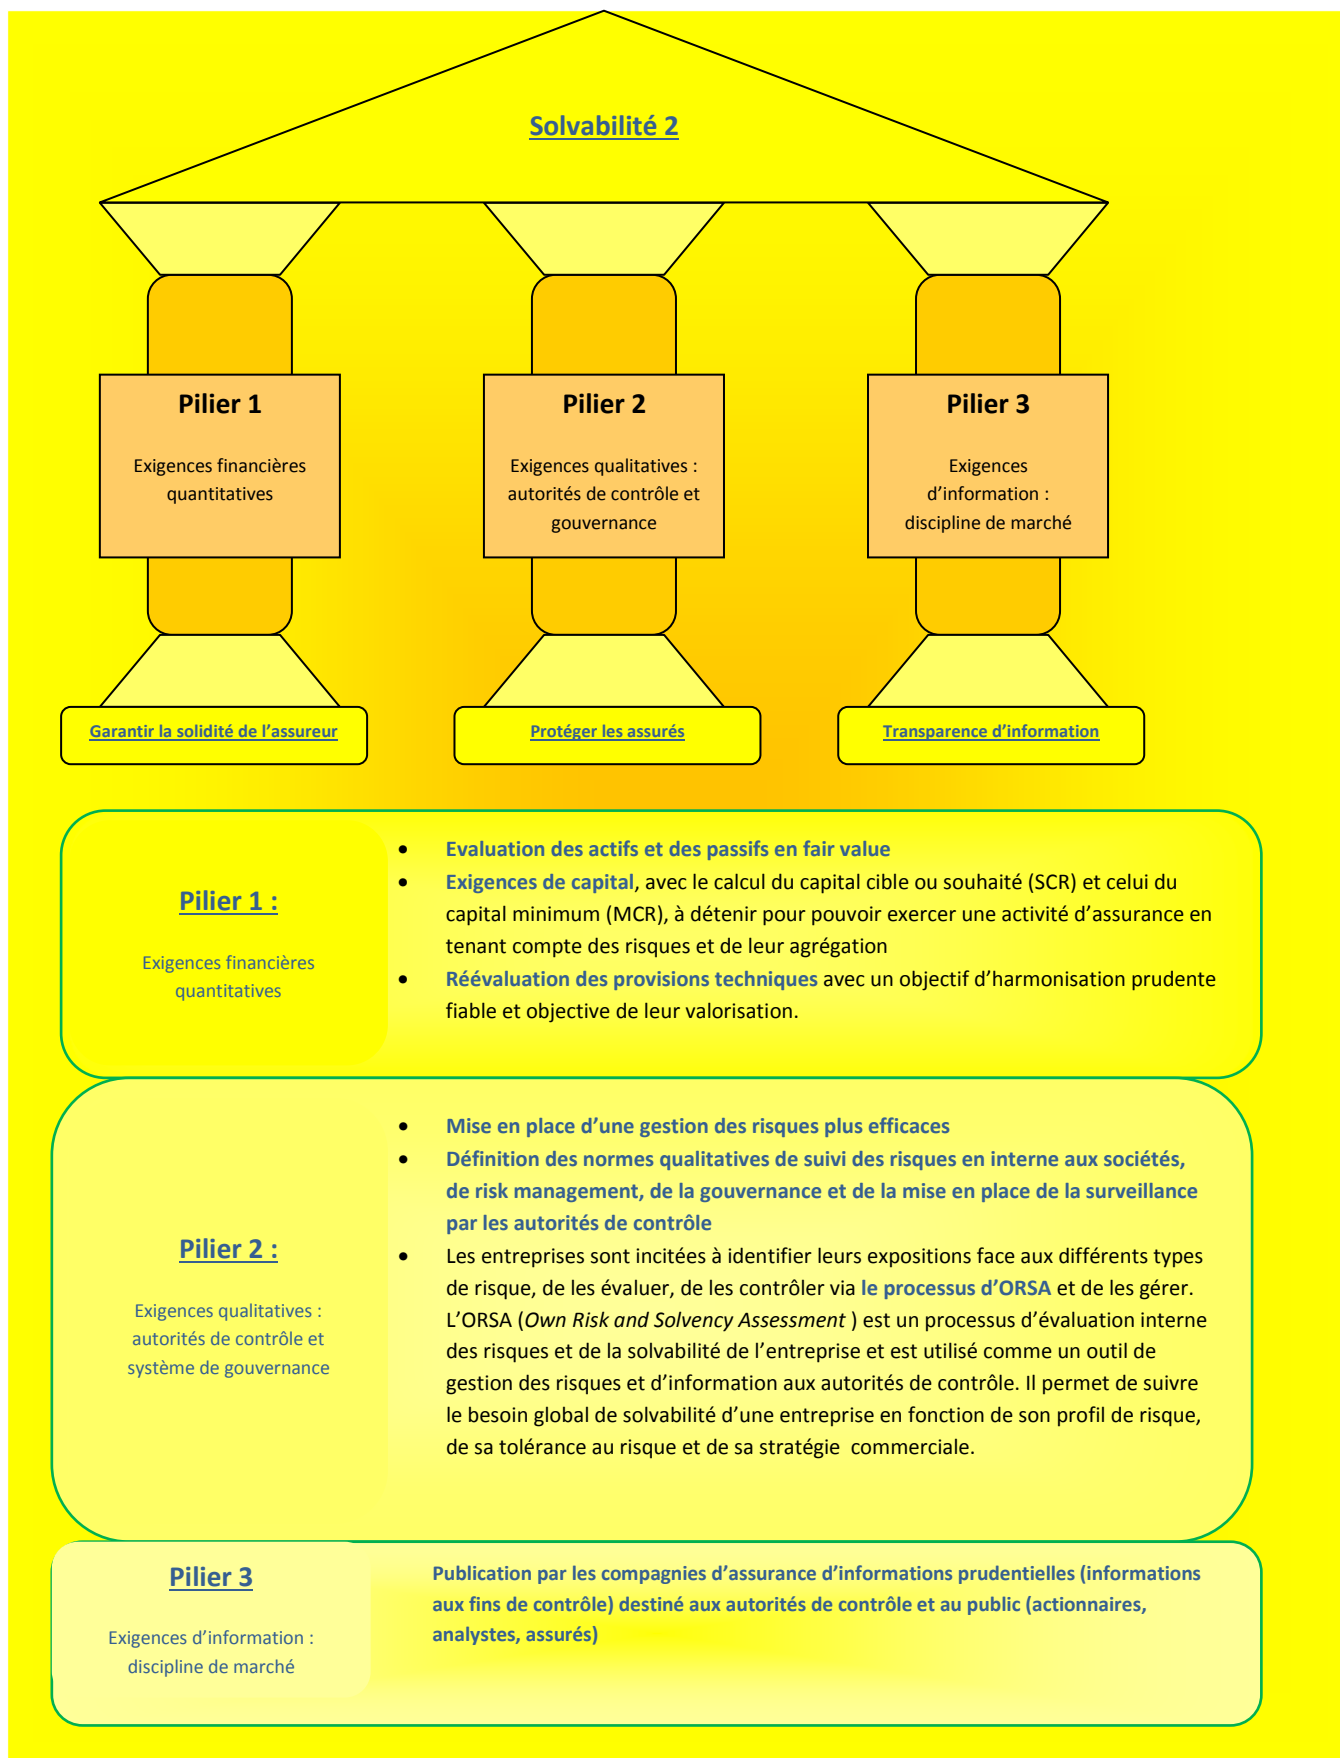 Solvabilité 2
Pilier 1
Exigences financières
quantitatives
Pilier 2
Exigences qualitatives :
autorités de contrôle et
gouvernance
Pilier 3
Exigences
d’information :
discipline de marché
Garantir la solidité de l’assureur
Protéger les assurés
Transparence d’information
Pilier 1 :
Exigences financières
quantitatives
• Evaluation des actifs et des passifs en fair value
• Exigences de capital, avec le calcul du capital cible ou souhaité (SCR) et celui du
capital minimum (MCR), à détenir pour pouvoir exercer une activité d’assurance en
tenant compte des risques et de leur agrégation
• Réévaluation des provisions techniques avec un objectif d’harmonisation prudente
fiable et objective de leur valorisation.
Pilier 2 :
Exigences qualitatives :
autorités de contrôle et
système de gouvernance
• Mise en place d’une gestion des risques plus efficaces
• Définition des normes qualitatives de suivi des risques en interne aux sociétés,
de risk management, de la gouvernance et de la mise en place de la surveillance
par les autorités de contrôle
• Les entreprises sont incitées à identifier leurs expositions face aux différents types
de risque, de les évaluer, de les contrôler via le processus d’ORSA et de les gérer.
L’ORSA (Own Risk and Solvency Assessment ) est un processus d’évaluation interne
des risques et de la solvabilité de l’entreprise et est utilisé comme un outil de
gestion des risques et d’information aux autorités de contrôle. Il permet de suivre
le besoin global de solvabilité d’une entreprise en fonction de son profil de risque,
de sa tolérance au risque et de sa stratégie  commerciale.
Pilier 3
Exigences d’information :
discipline de marché
Publication par les compagnies d’assurance d’informations prudentielles (informations
aux fins de contrôle) destiné aux autorités de contrôle et au public (actionnaires,
analystes, assurés)